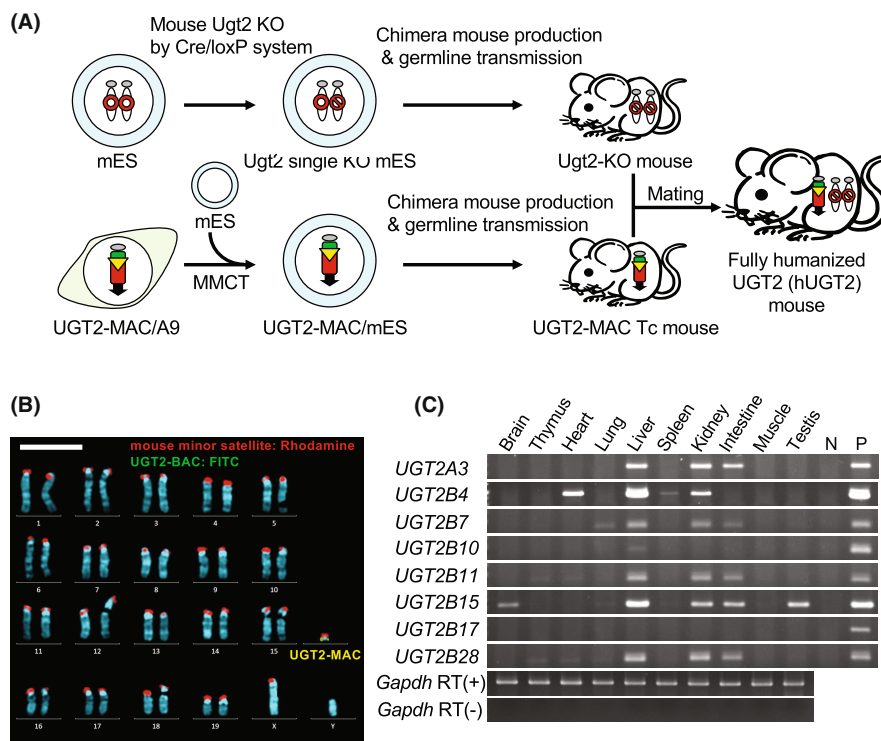 (A)
Mouse Ugt2 KO
by Cre/loxP system
Chimera mouse production
& germline transmission
mES
Ugt2 single KO mES
Ugt2-KO mouse
mES
Chimera mouse production
& germline transmission
Mating
MMCT
UGT2-MAC/A9
UGT2-MAC/mES
UGT2-MAC Tc mouse
Fully humanized
UGT2 (hUGT2)
mouse
(B)
mouse minor satellite: Rhodamine
UGT2-BAC: FITC
1 2 3 4 5
6 7 8 9 10
11 12 13 14 15
UGT2-MAC
16 17 18 19 X Y
(C)
Brain Thymus Heart Lung Liver Spleen Kidney Intestine Muscle Testis N P
UGT2A3
UGT2B4
UGT2B7
UGT2B10
UGT2B11
UGT2B15
UGT2B17
UGT2B28
Gapdh RT(+)
Gapdh RT(-)